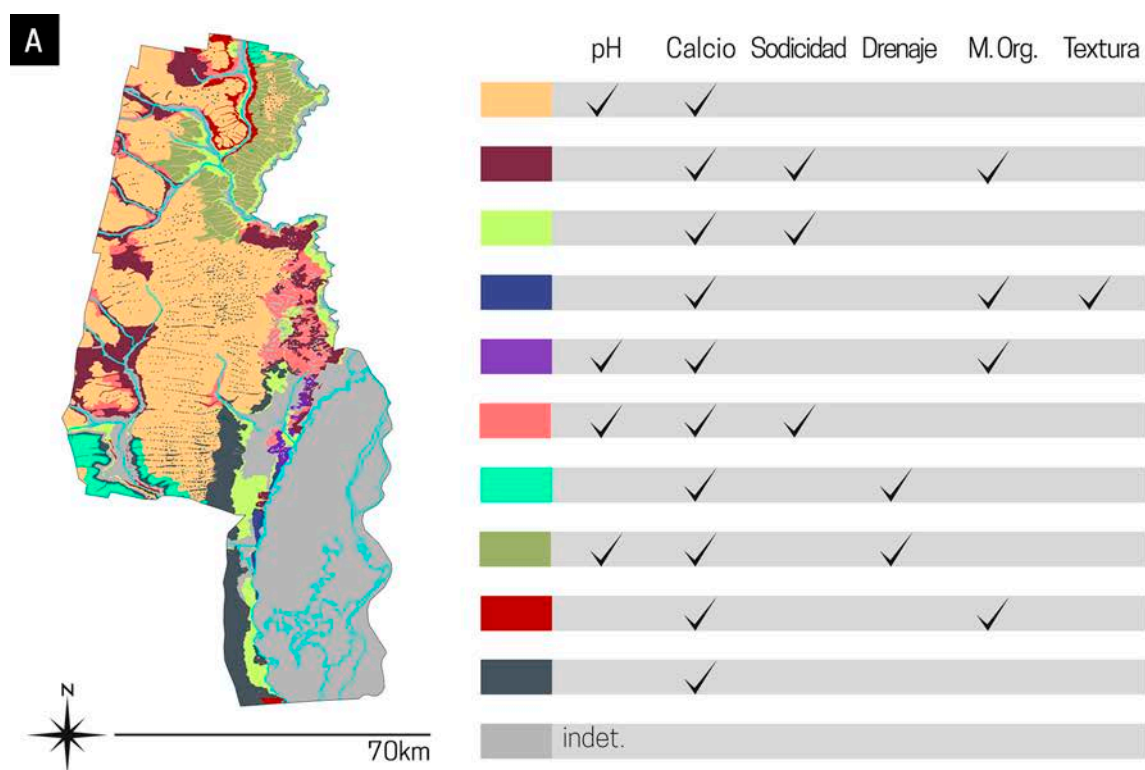 A
pH Calcio Sodicidad Drenaje M. Org. Textura
indet.
N
70km